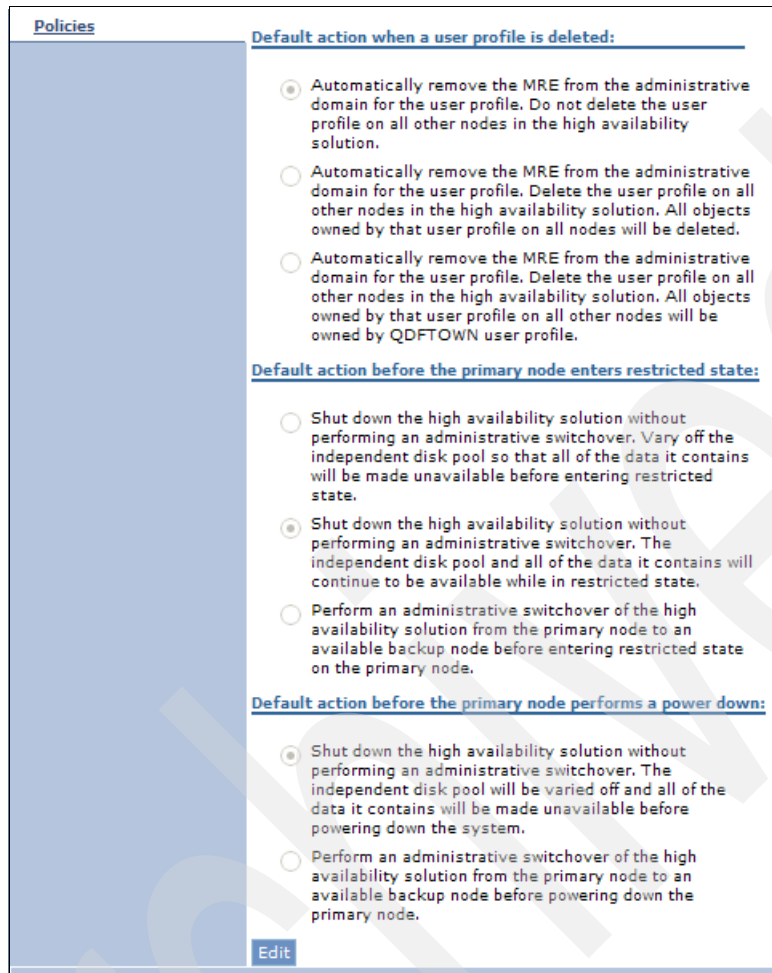 Policies
Default action when a user profile is deleted:
Automatically remove the MRE from the administrative
domain for the user profile. Do not delete the user
profile on all other nodes in the high availability
solution.
Automatically remove the MRE from the administrative
domain for the user profile. Delete the user profile on all
other nodes in the high availability solution. All objects
owned by that user profile on all nodes will be deleted.
Automatically remove the MRE from the administrative
domain for the user profile. Delete the user profile on all
other nodes in the high availability solution. All objects
owned by that user profile on all other nodes will be
owned by QDFTOWN user profile.
Default action before the primary node enters restricted state:
Shut down the high availability solution without
performing an administrative switchover. Vary off the
independent disk pool so that all of the data it contains
will be made unavailable before entering restricted
state.
Shut down the high availability solution without
performing an administrative switchover. The
independent disk pool and all of the data it contains will
continue to be available while in restricted state.
Perform an administrative switchover of the high
availability solution from the primary node to an
available backup node before entering restricted state
on the primary node.
Default action before the primary node performs a power down:
Shut down the high availability solution without
performing an administrative switchover. The
independent disk pool will be varied off and all of the
data it contains will be made unavailable before
powering down the system.
Perform an administrative switchover of the high
availability solution from the primary node to an
available backup node before powering down the
primary node.
Edit